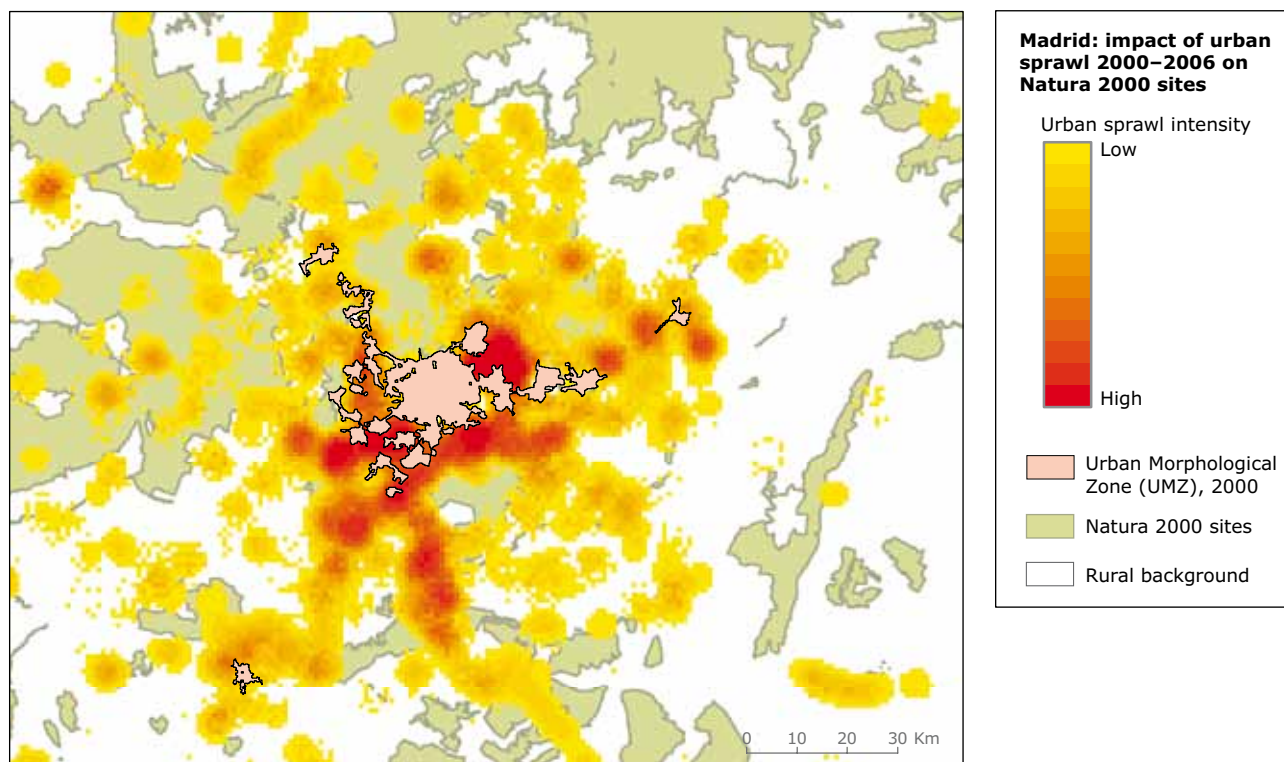 Madrid: impact of urban
sprawl 2000–2006 on
Natura 2000 sites
Urban sprawl intensity
Low
High
Urban Morphological
Zone (UMZ), 2000
Natura 2000 sites
Rural background
0 10 20 30 Km